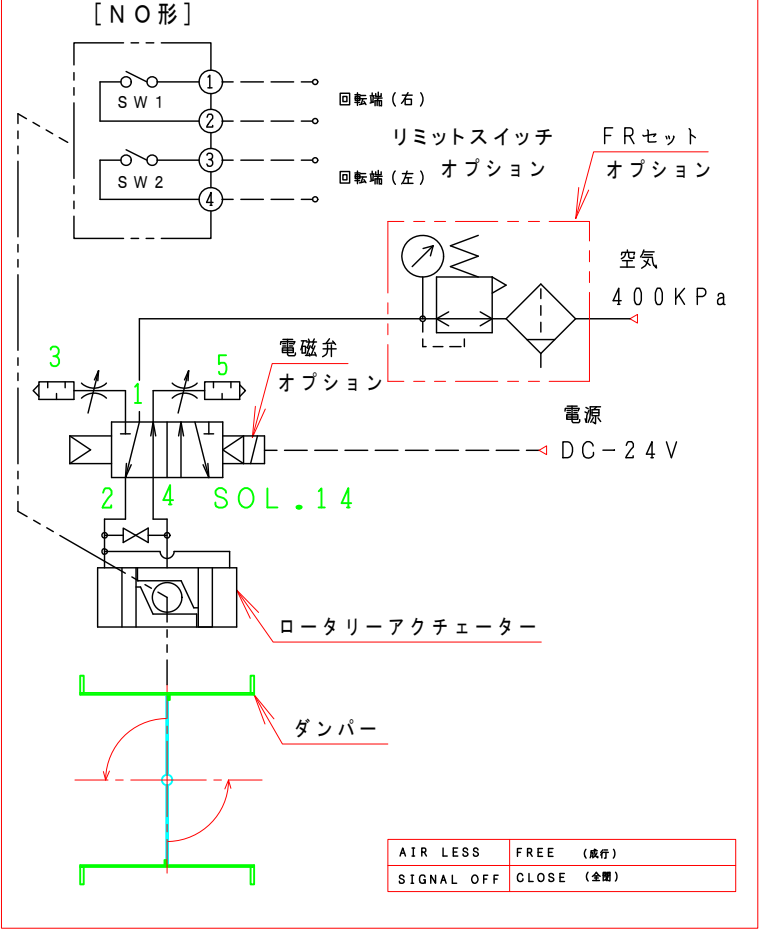 [NO形]
SW1
SW2
1
2
3
4
回転端(右)
回転端(左)
リミットスイッチ
オプション
FRセット
オプション
空気
400KPa
電磁弁
オプション
3
1
5
電源
DC-24V
2
4
SOL.14
ロータリーアクチェーター
ダンパー
AIR LESS FREE (成行)
SIGNAL OFF CLOSE (全閉)